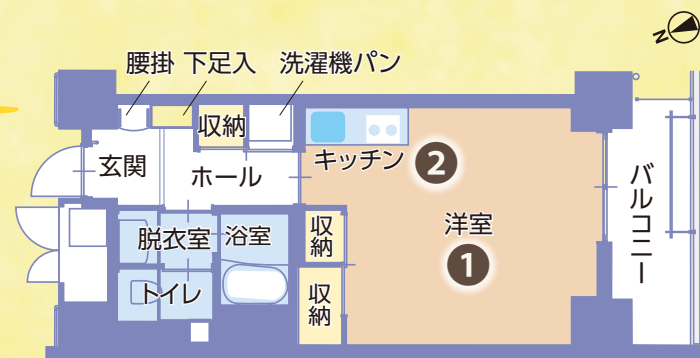 N
腰掛 下足入 洗濯機パン
収納
玄関
ホール
キッチン
2
脱衣室
浴室
収納
洋室
1
バルコニー
トイレ
収納